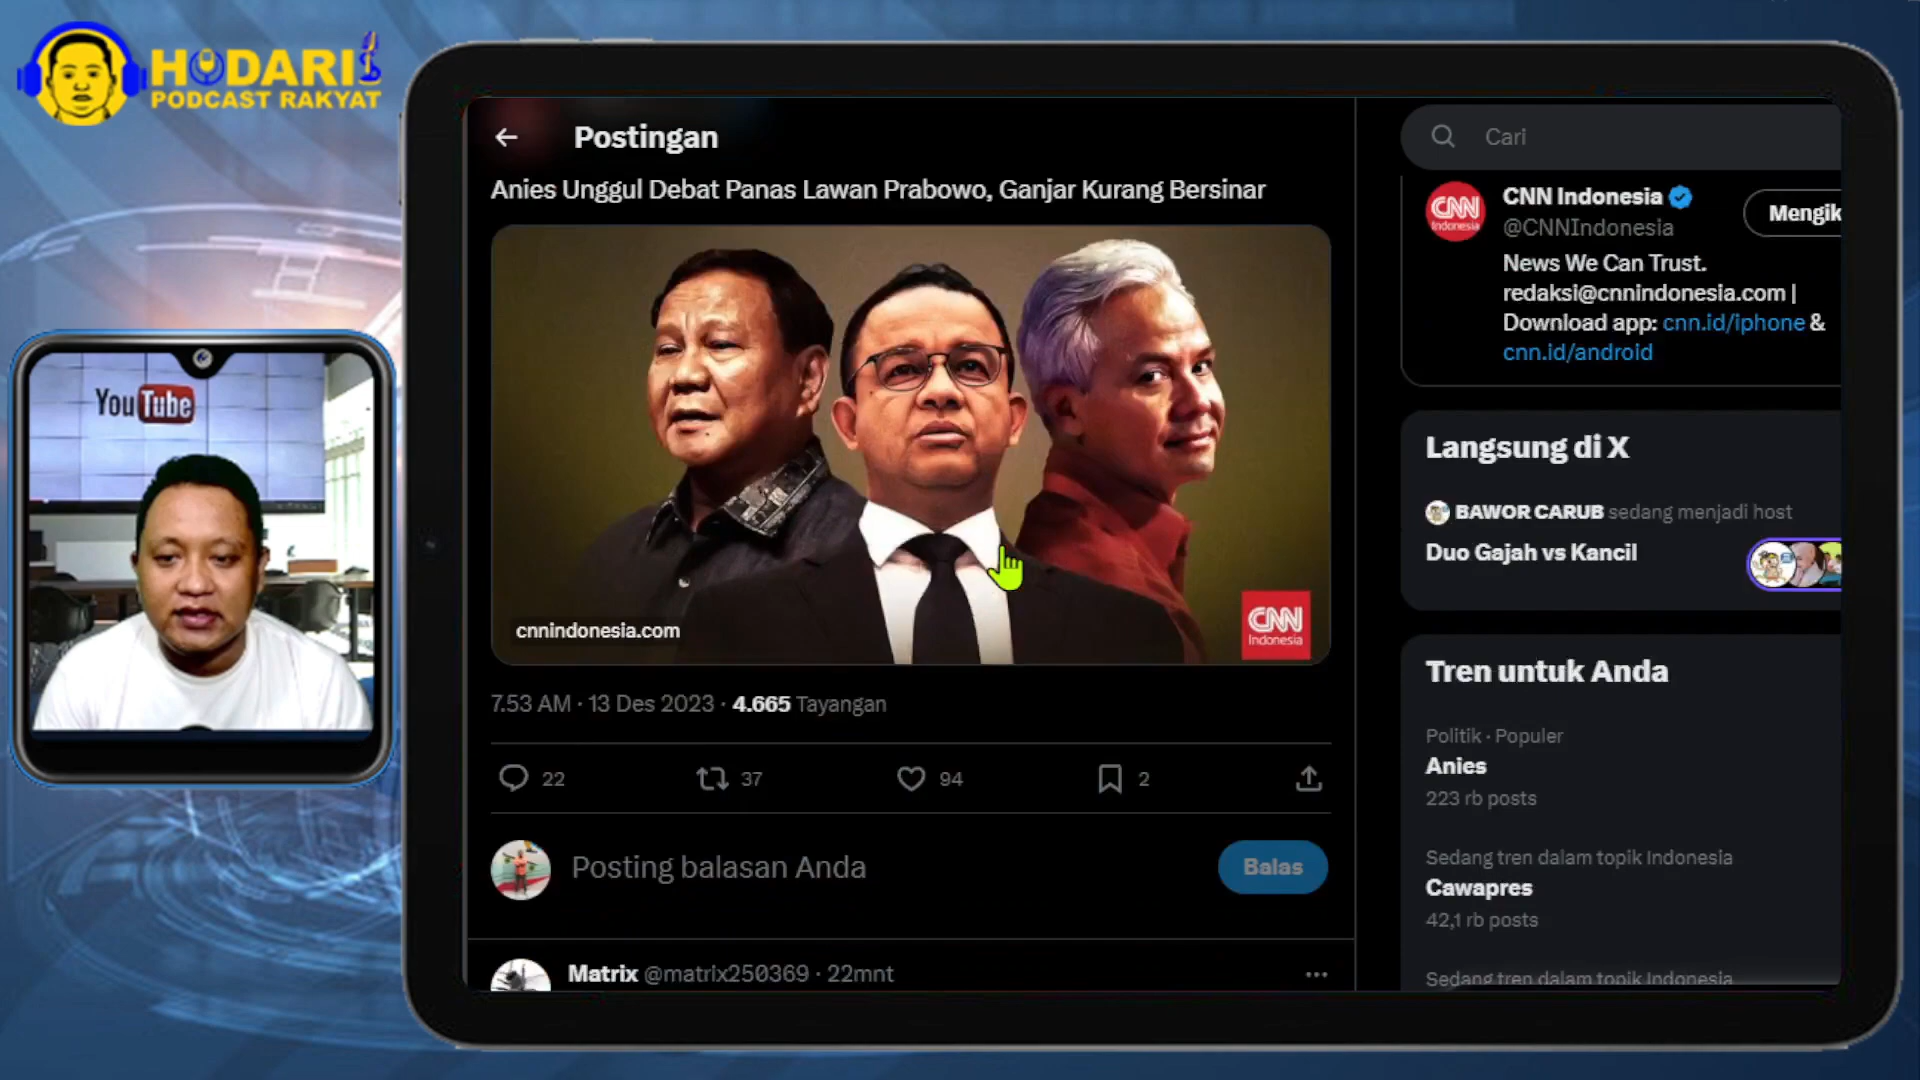 HODARI
PODCAST RAKYAT
YouTube
Postingan
Anies Unggul Debat Panas Lawan Prabowo, Ganjar Kurang Bersinar
cnnindonesia.com
CNN
Indonesia
7.53 AM · 13 Des 2023 · 4.665 Tayangan
22
37
94
2
Posting balasan Anda
Balas
Matrix @matrix250369 · 22mnt
Cari
CNN
Indonesia
CNN Indonesia
@CNNIndonesia
Mengik
News We Can Trust.
redaksi@cnnindonesia.com |
Download app: cnn.id/iphone &
cnn.id/android
Langsung di X
BAWOR CARUB sedang menjadi host
Duo Gajah vs Kancil
Tren untuk Anda
Politik · Populer
Anies
223 rb posts
Sedang tren dalam topik Indonesia
Cawapres
42,1 rb posts
Sedang tren dalam topik Indonesia